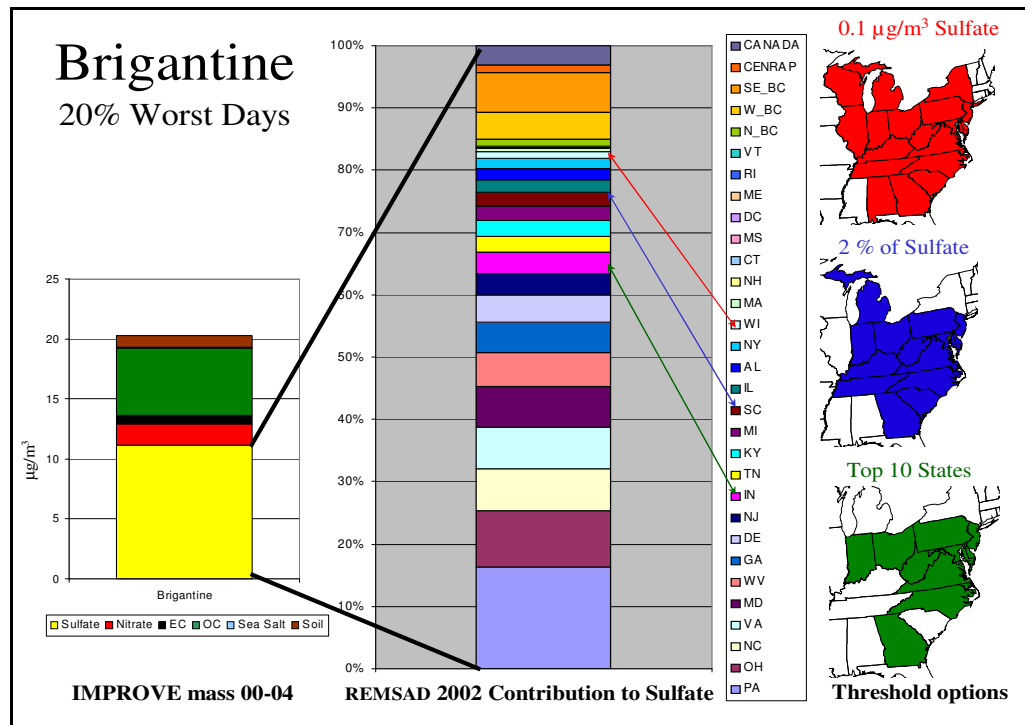 Brigantine
20% Worst Days
25
20
15
10
5
0
µg/m³
Brigantine
Sulfate Nitrate EC OC Sea Salt Soil
IMPROVE mass 00-04
100%
90%
80%
70%
60%
50%
40%
30%
20%
10%
0%
REMSAD 2002 Contribution to Sulfate
CANADA
CENRAP
SE_BC
W_BC
N_BC
VT
RI
ME
DC
MS
CT
NH
MA
WI
NY
AL
IL
SC
MI
KY
TN
IN
NJ
DE
GA
WV
MD
VA
NC
OH
PA
0.1 µg/m³ Sulfate
2 % of Sulfate
Top 10 States
Threshold options